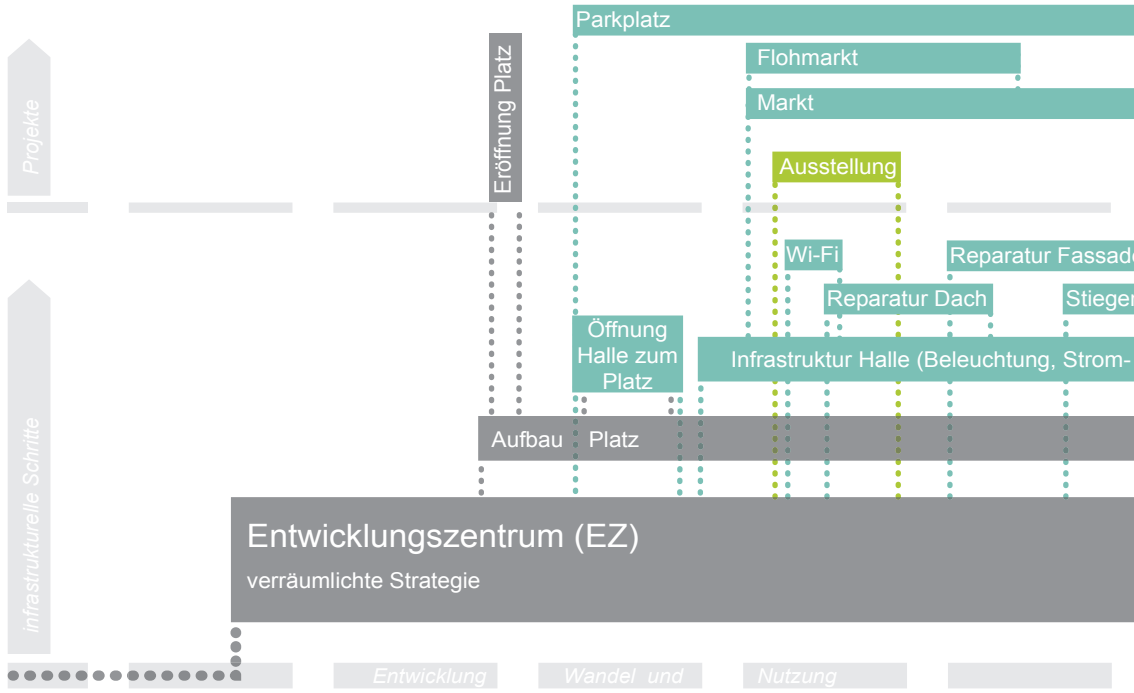 Parkplatz
Eröffnung Platz
Flohmarkt
Markt
Projekte
Ausstellung
Wi-Fi
Reparatur Fassade
Reparatur Dach
Stiegen
Öffnung
Halle zum
Platz
Infrastruktur Halle (Beleuchtung, Strom-
Aufbau Platz
infrastrukturelle Schritte
Entwicklungszentrum (EZ)
verräumlichte Strategie
Entwicklung Wandel und Nutzung